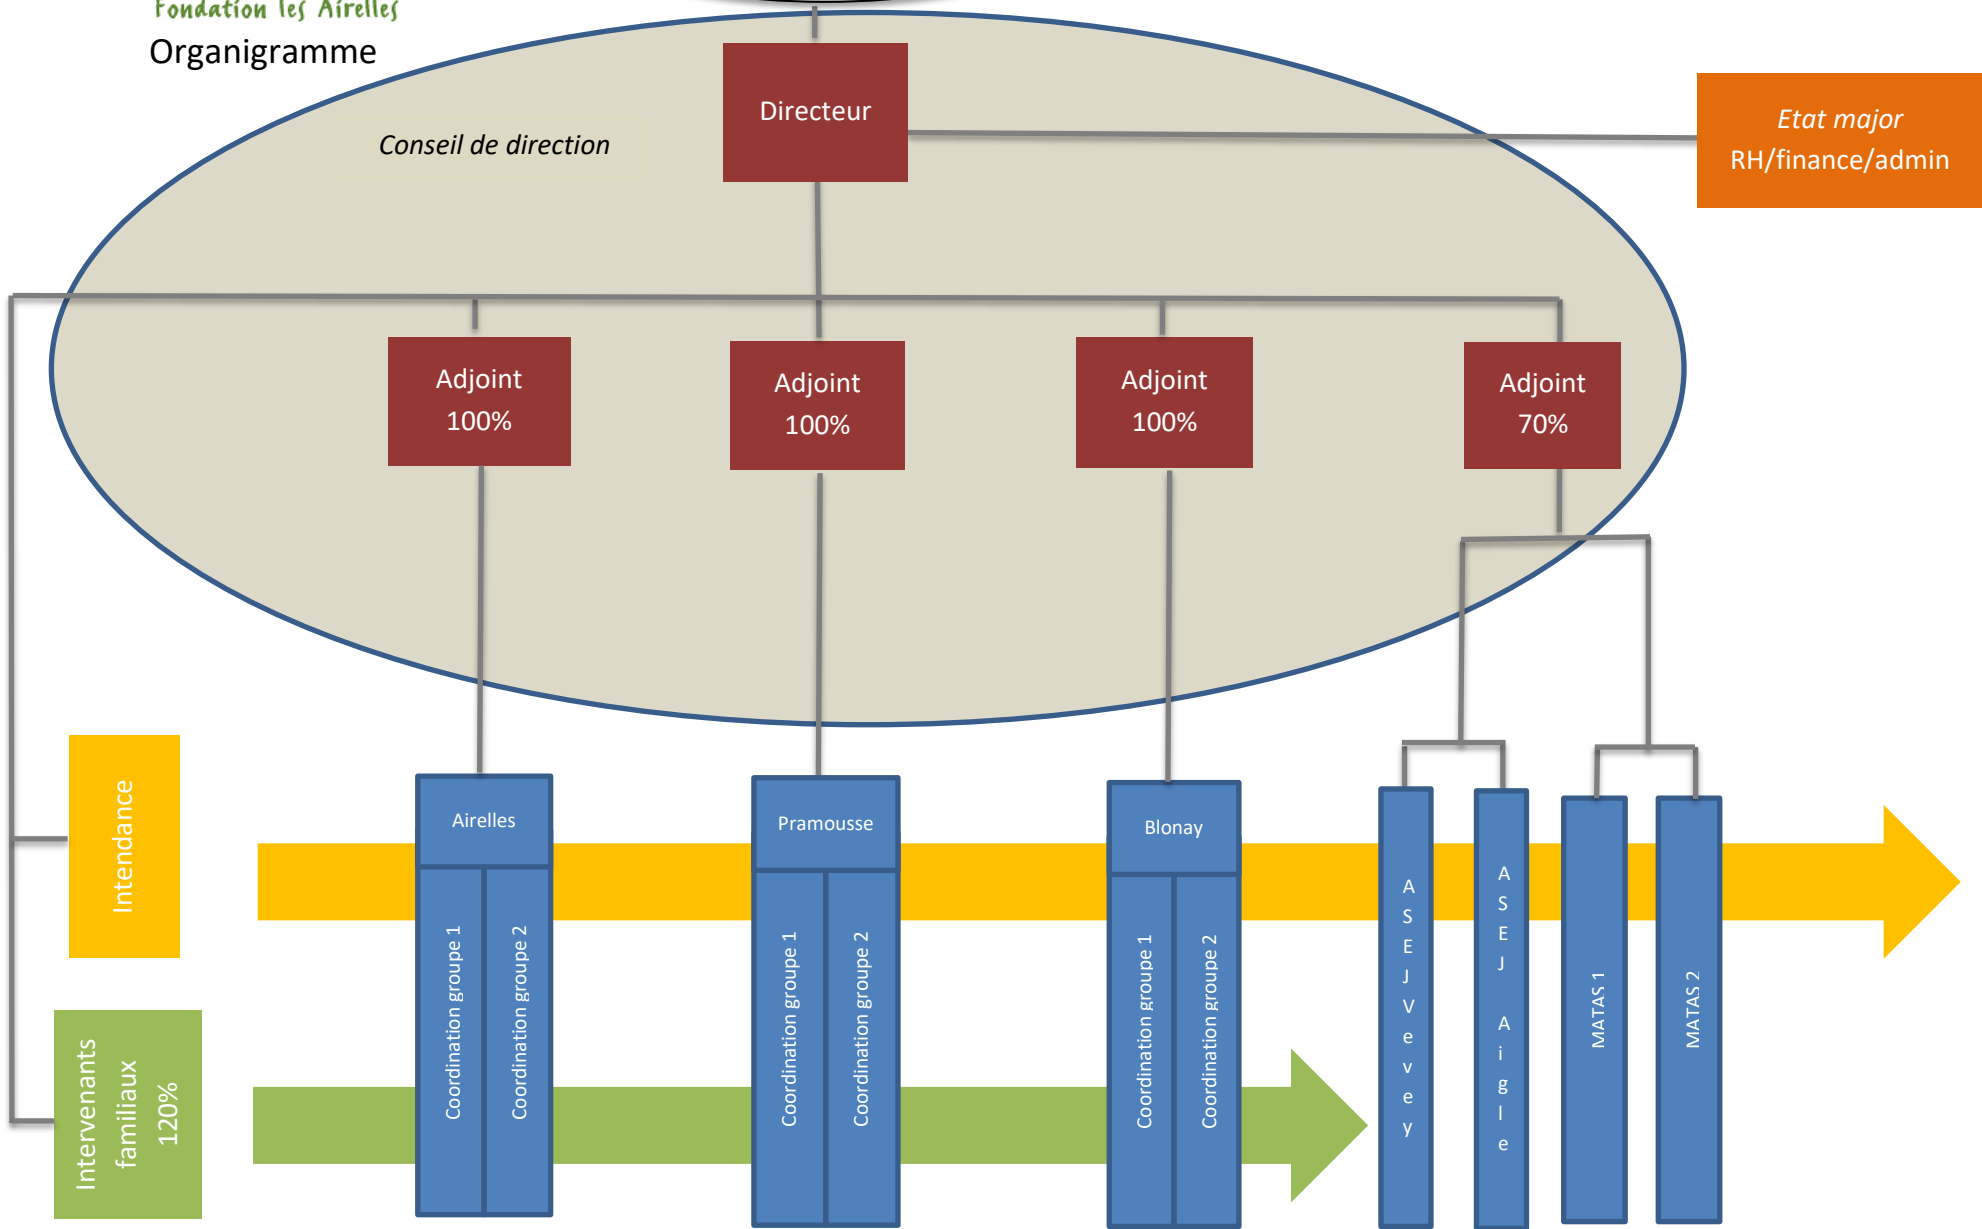 Fondation les Airelles
Organigramme
Directeur
Conseil de direction
Etat major
RH/finance/admin
Adjoint
100%
Adjoint
100%
Adjoint
100%
Adjoint
70%
Intendance
Intervenants
familiaux
120%
Airelles
Coordination groupe 1
Coordination groupe 2
Pramousse
Coordination groupe 1
Coordination groupe 2
Blonay
Coordination groupe 1
Coordination groupe 2
ASEJ Vevey
ASEJ Aigle
MATAS 1
MATAS 2